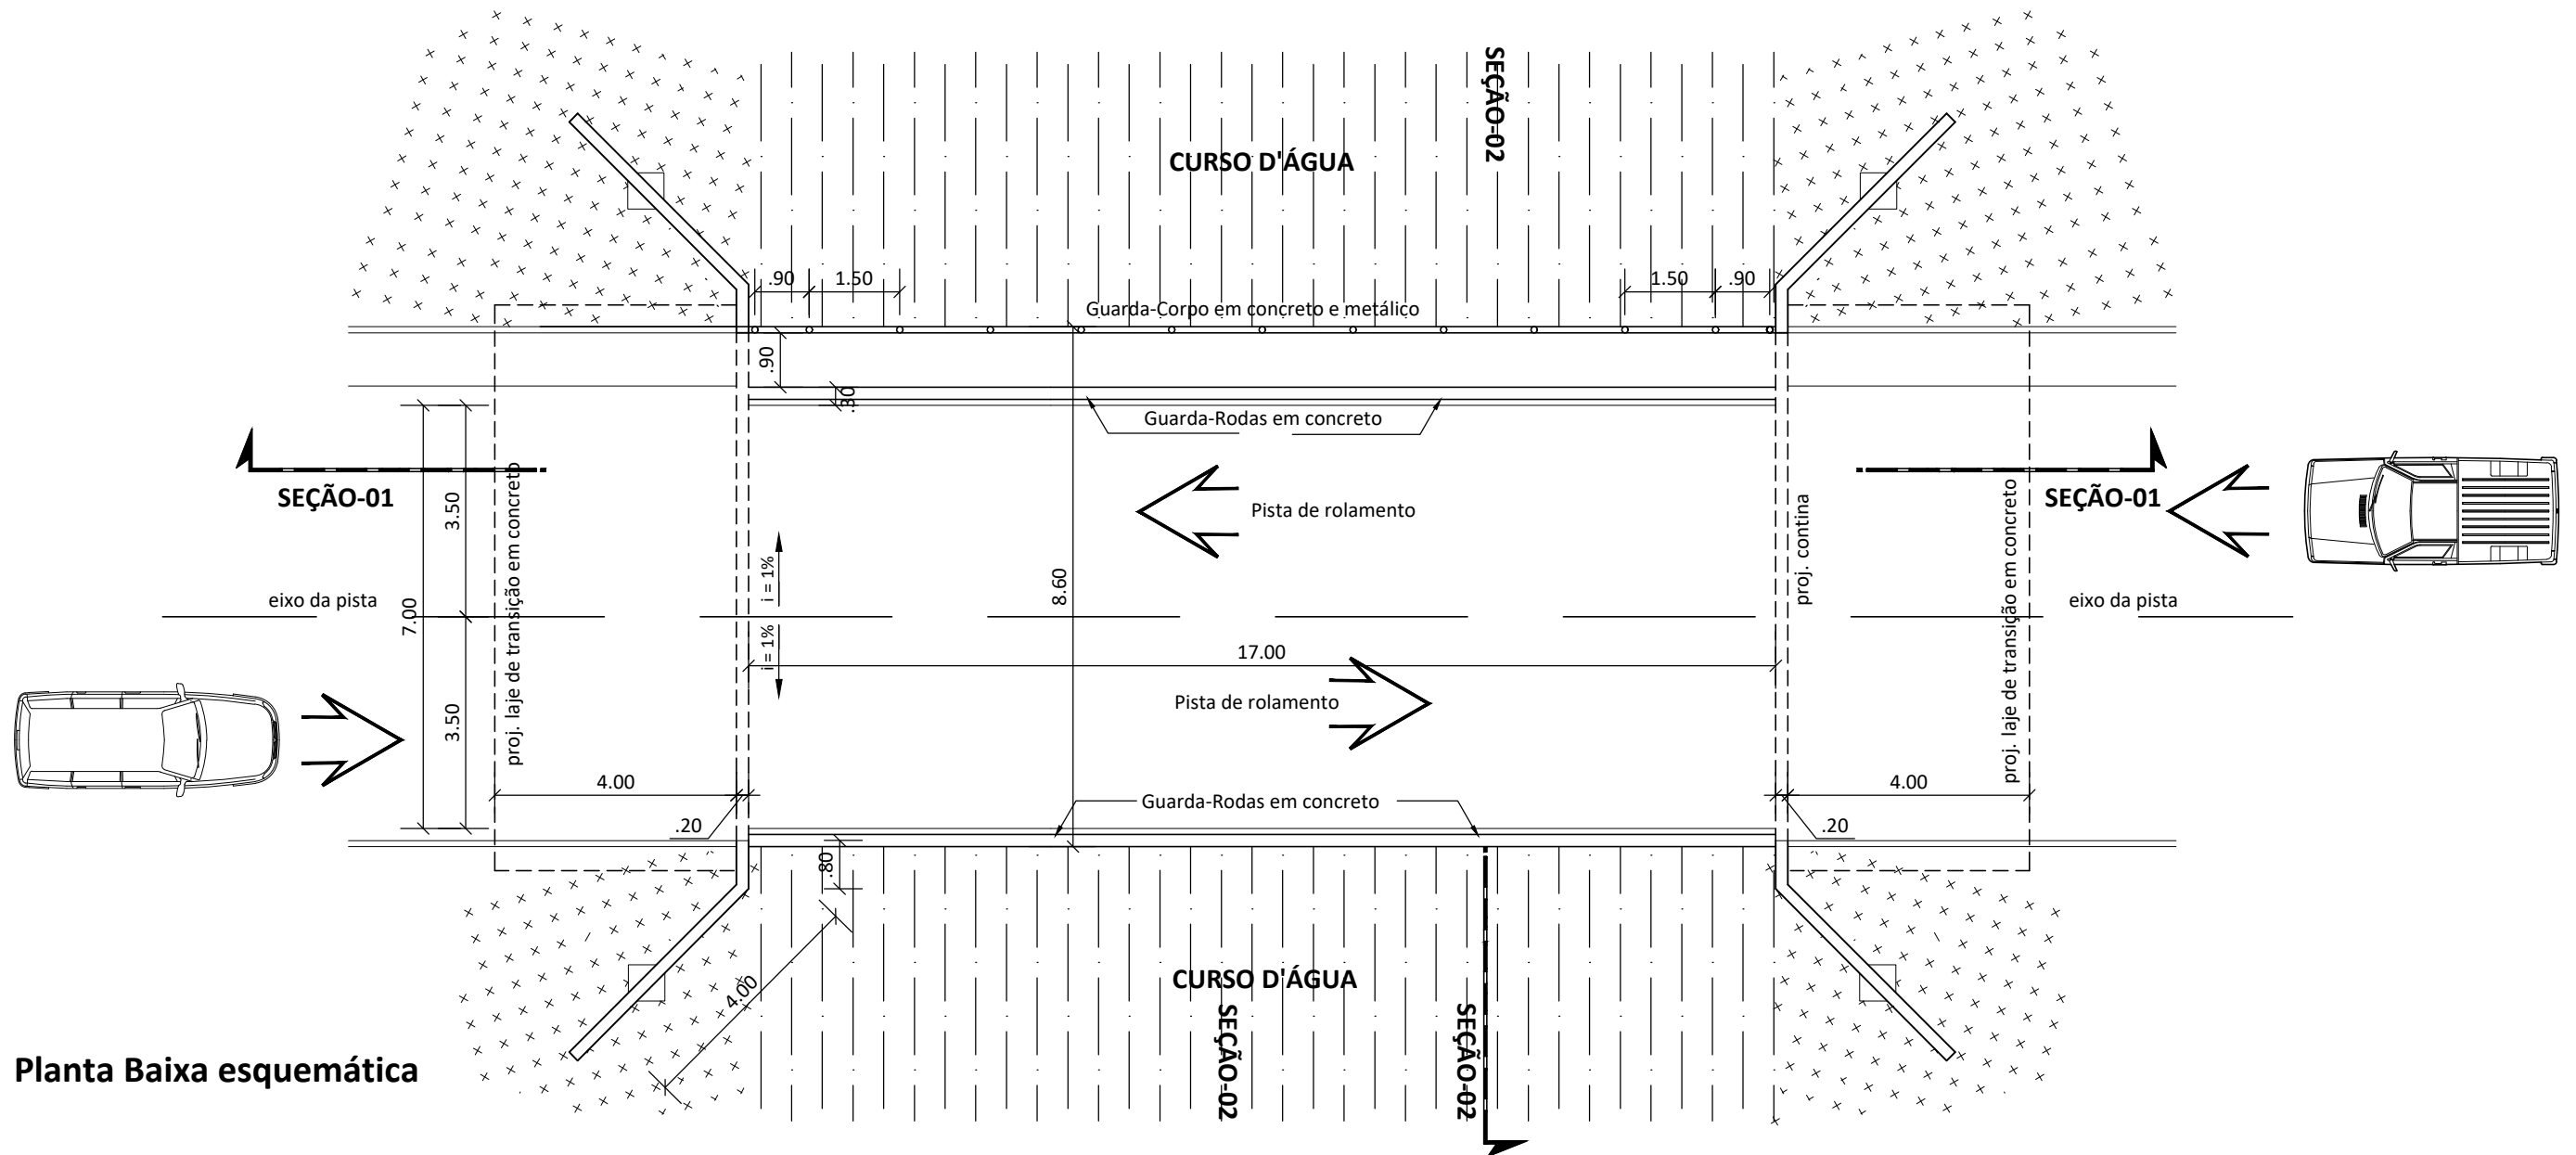 SEÇÃO-02
CURSO D'ÁGUA
.90
1.50
1.50
.90
Guarda-Corpo em concreto e metálico
.90
.30
Guarda-Rodas em concreto
SEÇÃO-01
SEÇÃO-01
3.50
Pista de rolamento
proj. laje de transição em concreto
proj. contina
proj. laje de transição em concreto
i = 1%
8.60
eixo da pista
eixo da pista
7.00
i = 1%
17.00
Pista de rolamento
3.50
4.00
4.00
Guarda-Rodas em concreto
.20
.20
.80
4.00
CURSO D'ÁGUA
SEÇÃO-02
SEÇÃO-02
Planta Baixa esquemática